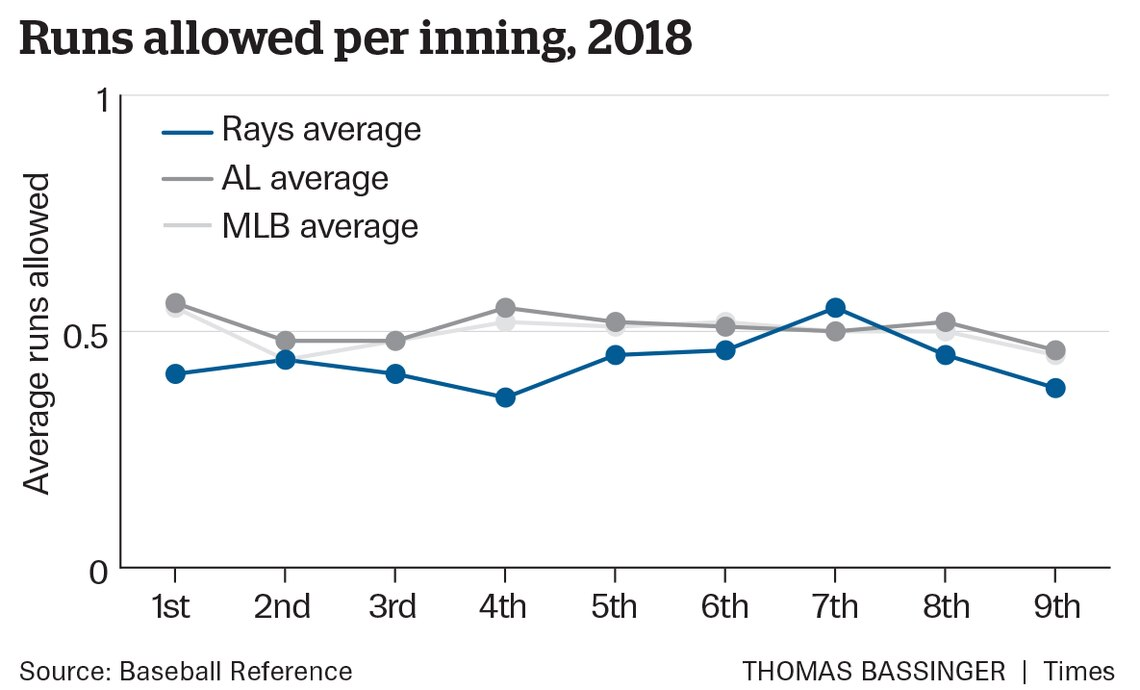 Runs allowed per inning, 2018
1
Rays average
AL average
MLB average
Average runs allowed
0.5
0
1st 2nd 3rd 4th 5th 6th 7th 8th 9th
Source: Baseball Reference
THOMAS BASSINGER | Times